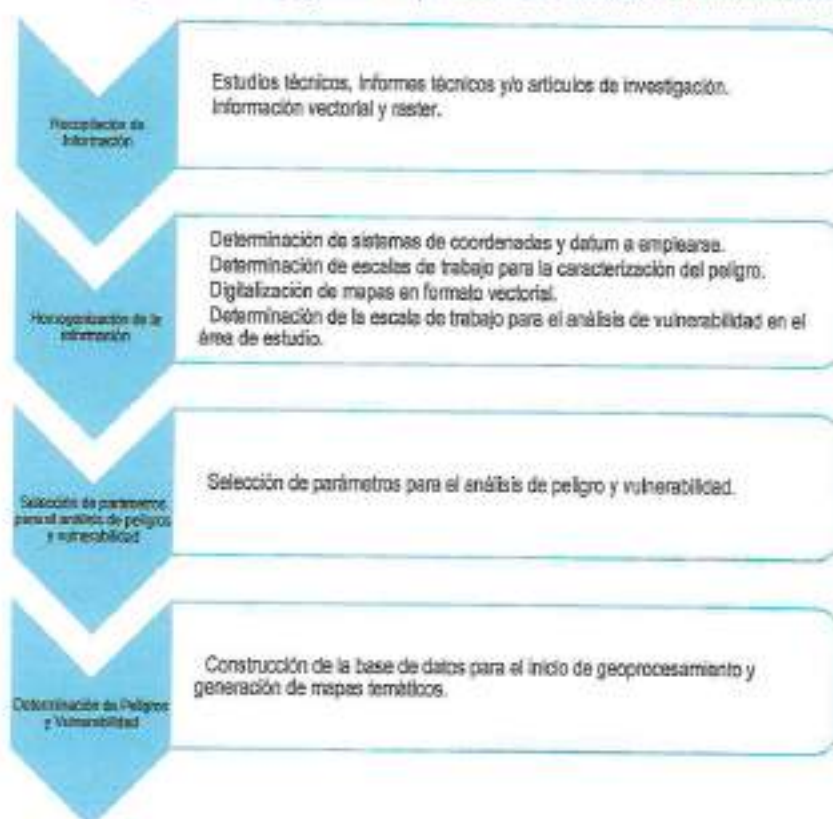 Recopilación de
Información
Estudios técnicos, Informes técnicos y/o artículos de investigación.
Información vectorial y raster.
Homogenización de la
información
Determinación de sistemas de coordenadas y datum a emplearse.
Determinación de escalas de trabajo para la caracterización del peligro.
Digitalización de mapas en formato vectorial.
Determinación de la escala de trabajo para el análisis de vulnerabilidad en el
área de estudio.
Selección de parámetros
para el análisis de peligros
y vulnerabilidad
Selección de parámetros para el análisis de peligro y vulnerabilidad.
Determinación de Peligros
y Vulnerabilidad
Construcción de la base de datos para el inicio de geoprocesamiento y
generación de mapas temáticos.